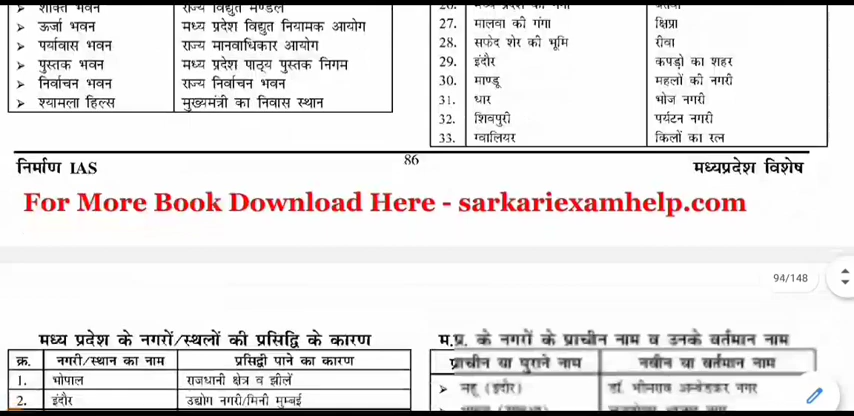 शक्ति भवन राज्य विद्युत मण्डल
➢ ऊर्जा भवन मध्य प्रदेश विद्युत नियामक आयोग
➢ पर्यावास भवन राज्य मानवाधिकार आयोग
➢ पुस्तक भवन मध्य प्रदेश पाठ्य पुस्तक निगम
➢ निर्वाचन भवन राज्य निर्वाचन भवन
➢ श्यामला हिल्स मुख्यमंत्री का निवास स्थान
27. मालवा की गंगा क्षिप्रा
28. सफेद शेर की भूमि रीवा
29. इंदौर कपड़ो का शहर
30. माण्डू महलों की नगरी
31. धार भोज नगरी
32. शिवपुरी पर्यटन नगरी
33. ग्वालियर किलों का रत्न
निर्माण IAS 86 मध्यप्रदेश विशेष
For More Book Download Here - sarkariexamhelp.com
94/148
मध्य प्रदेश के नगरों/स्थलों की प्रसिद्वि के कारण
क्र. नगरी/स्थान का नाम प्रसिद्वी पाने का कारण
1. भोपाल राजधानी क्षेत्र व झीलें
2. इंदौर उद्योग नगरी/मिनी मुम्बई
म.प्र. के नगरों के प्राचीन नाम व उनके वर्तमान नाम
प्राचीन या पुराने नाम नवीन या वर्तमान नाम
➢ महू (इंदौर) डॉ. भीमराव अम्बेडकर नगर